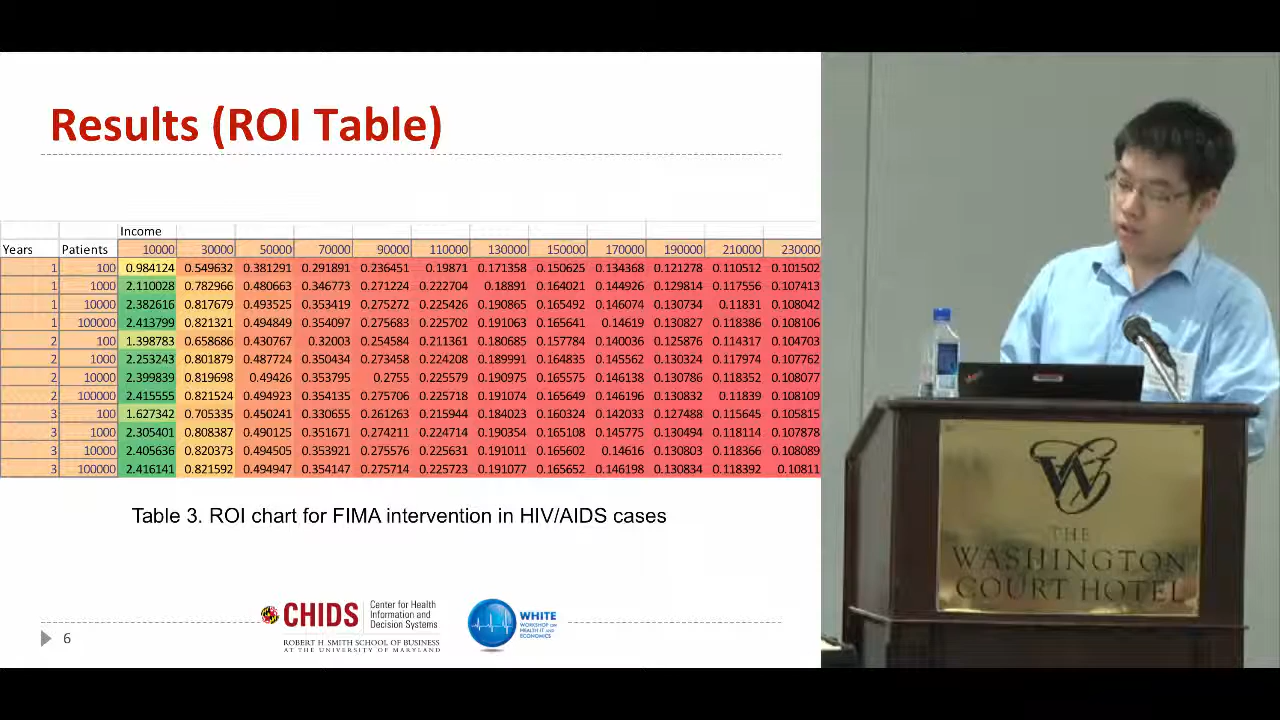 Results (ROI Table)
Income
Years Patients 10000 30000 50000 70000 90000 110000 130000 150000 170000 190000 210000 230000
1 100 0.984124 0.549632 0.381291 0.291891 0.236451 0.19871 0.171358 0.150625 0.134368 0.121278 0.110512 0.101502
1 1000 2.110028 0.782966 0.480663 0.346773 0.271224 0.222704 0.18891 0.164021 0.144926 0.129814 0.117556 0.107413
1 10000 2.382616 0.817679 0.493525 0.353419 0.275272 0.225426 0.190865 0.165492 0.146074 0.130734 0.11831 0.108042
1 100000 2.413799 0.821321 0.494849 0.354097 0.275683 0.225702 0.191063 0.165641 0.14619 0.130827 0.118386 0.108106
2 100 1.398783 0.658686 0.430767 0.32003 0.254584 0.211361 0.180685 0.157784 0.140036 0.125876 0.114317 0.104703
2 1000 2.253243 0.801879 0.487724 0.350434 0.273458 0.224208 0.189991 0.164835 0.145562 0.130324 0.117974 0.107762
2 10000 2.399839 0.819698 0.49426 0.353795 0.2755 0.225579 0.190975 0.165575 0.146138 0.130786 0.118352 0.108077
2 100000 2.415555 0.821524 0.494923 0.354135 0.275706 0.225718 0.191074 0.165649 0.146196 0.130832 0.11839 0.108109
3 100 1.627342 0.705335 0.450241 0.330655 0.261263 0.215944 0.184023 0.160324 0.142033 0.127488 0.115645 0.105815
3 1000 2.305401 0.808387 0.490125 0.351671 0.274211 0.224714 0.190354 0.165108 0.145775 0.130494 0.118114 0.107878
3 10000 2.405636 0.820373 0.494505 0.353921 0.275576 0.225631 0.191011 0.165602 0.14616 0.130803 0.118366 0.108089
3 100000 2.416141 0.821592 0.494947 0.354147 0.275714 0.225723 0.191077 0.165652 0.146198 0.130834 0.118392 0.10811
Table 3. ROI chart for FIMA intervention in HIV/AIDS cases
6
CHIDS
Center for Health
Information and
Decision Systems
ROBERT H. SMITH SCHOOL OF BUSINESS
AT THE UNIVERSITY OF MARYLAND
WHITE
WORKSHOP ON
HEALTH IT AND
ECONOMICS
W
THE
WASHINGTON
COURT HOTEL